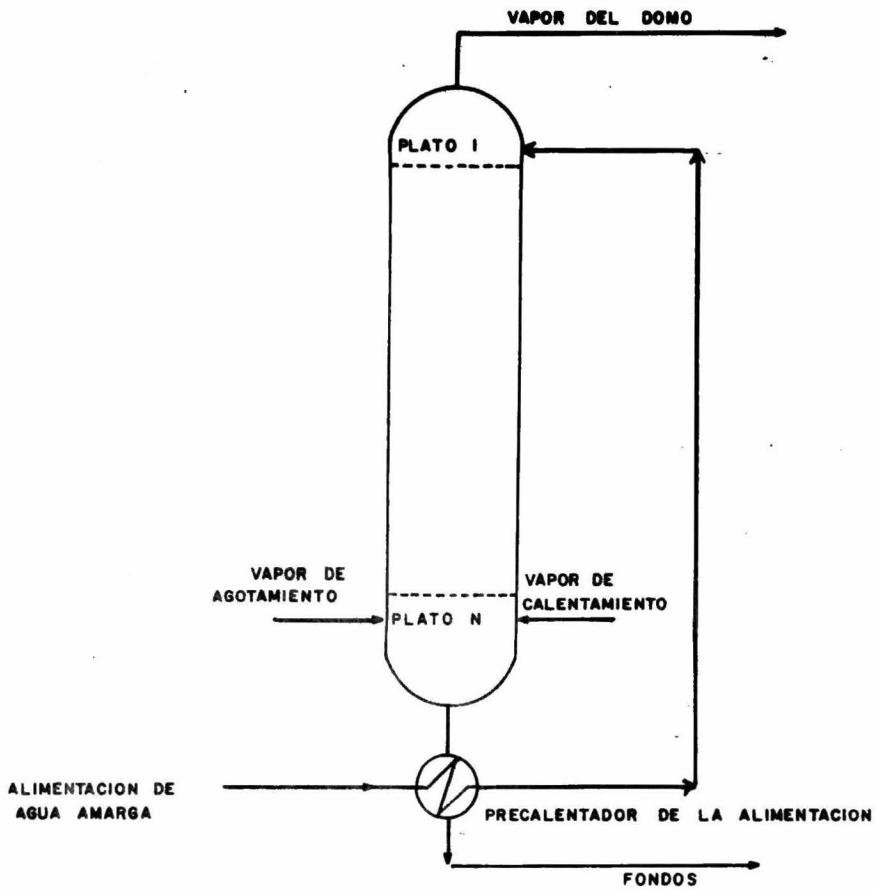 VAPOR DEL DOMO
PLATO I
VAPOR DE
AGOTAMIENTO
VAPOR DE
CALENTAMIENTO
PLATO N
ALIMENTACION DE
AGUA AMARGA
PRECALENTADOR DE LA ALIMENTACION
FONDOS